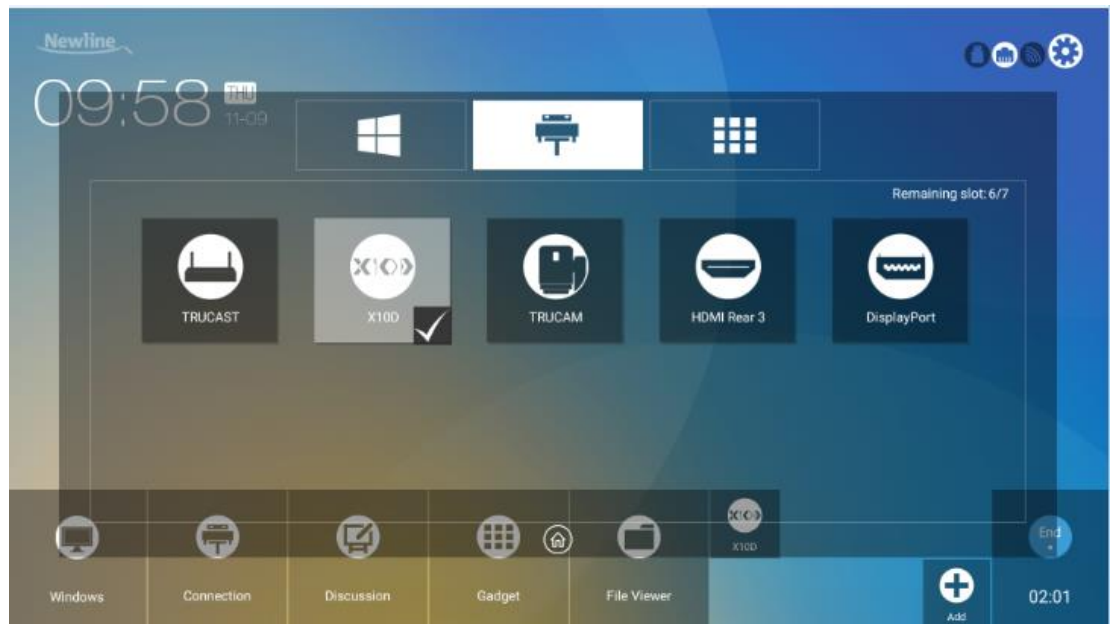 Newline
09:58
THU
11-09
Remaining slot: 6/7
TRUCAST
X10D
TRUCAM
HDMI Rear 3
DisplayPort
X10D
X10D
End
Windows
Connection
Discussion
Gadget
File Viewer
Add
02:01